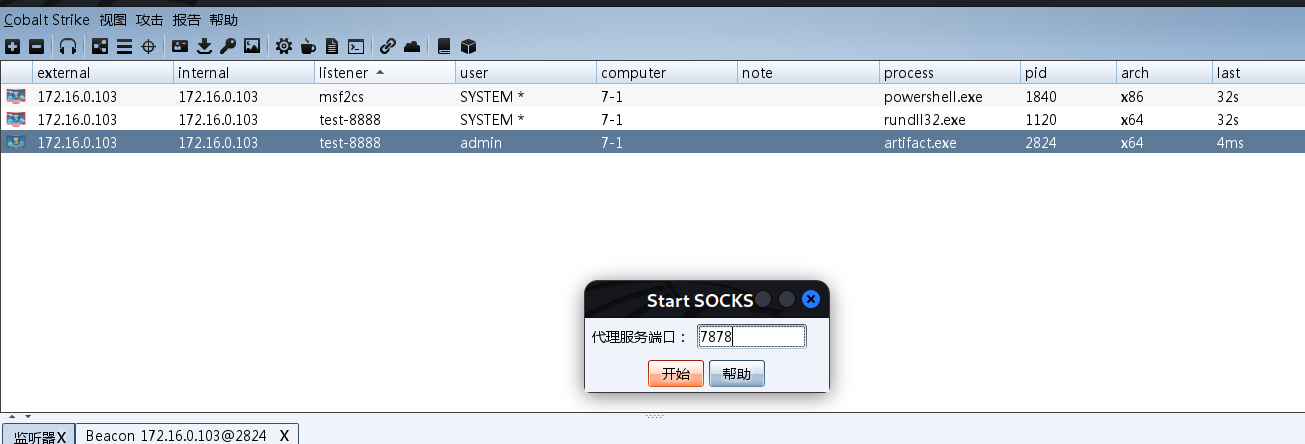 Cobalt Strike 视图 攻击 报告 帮助
external internal listener user computer note process pid arch last
172.16.0.103 172.16.0.103 msf2cs SYSTEM * 7-1 powershell.exe 1840 x86 32s
172.16.0.103 172.16.0.103 test-8888 SYSTEM * 7-1 rundll32.exe 1120 x64 32s
172.16.0.103 172.16.0.103 test-8888 admin 7-1 artifact.exe 2824 x64 4ms
Start SOCKS
代理服务端口： 7878
开始 帮助
监听器X Beacon 172.16.0.103@2824 X